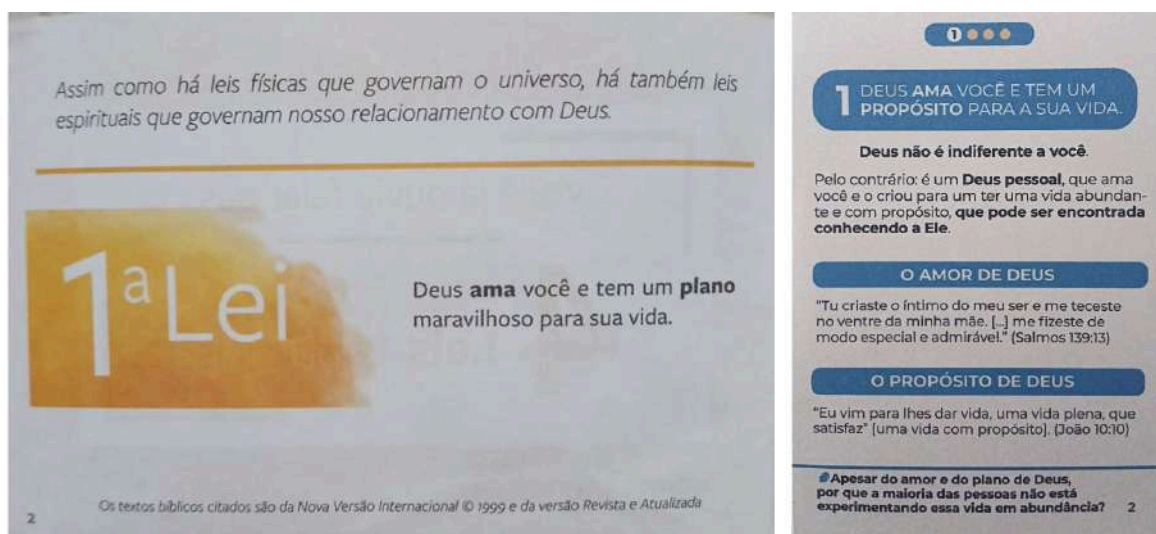 Assim como há leis físicas que governam o universo, há também leis
espirituais que governam nosso relacionamento com Deus.
1ª Lei
Deus ama você e tem um plano
maravilhoso para sua vida.
Os textos bíblicos citados são da Nova Versão Internacional © 1999 e da versão Revista e Atualizada
2
1
1 DEUS AMA VOCÊ E TEM UM
PROPÓSITO PARA A SUA VIDA.
Deus não é indiferente a você.
Pelo contrário: é um Deus pessoal, que ama
você e o criou para um ter uma vida abundan-
te e com propósito, que pode ser encontrada
conhecendo a Ele.
O AMOR DE DEUS
"Tu criaste o íntimo do meu ser e me teceste
no ventre da minha mãe. [...] me fizeste de
modo especial e admirável." (Salmos 139:13)
O PROPÓSITO DE DEUS
"Eu vim para lhes dar vida, uma vida plena, que
satisfaz" [uma vida com propósito]. (João 10:10)
Apesar do amor e do plano de Deus,
por que a maioria das pessoas não está
experimentando essa vida em abundância? 2